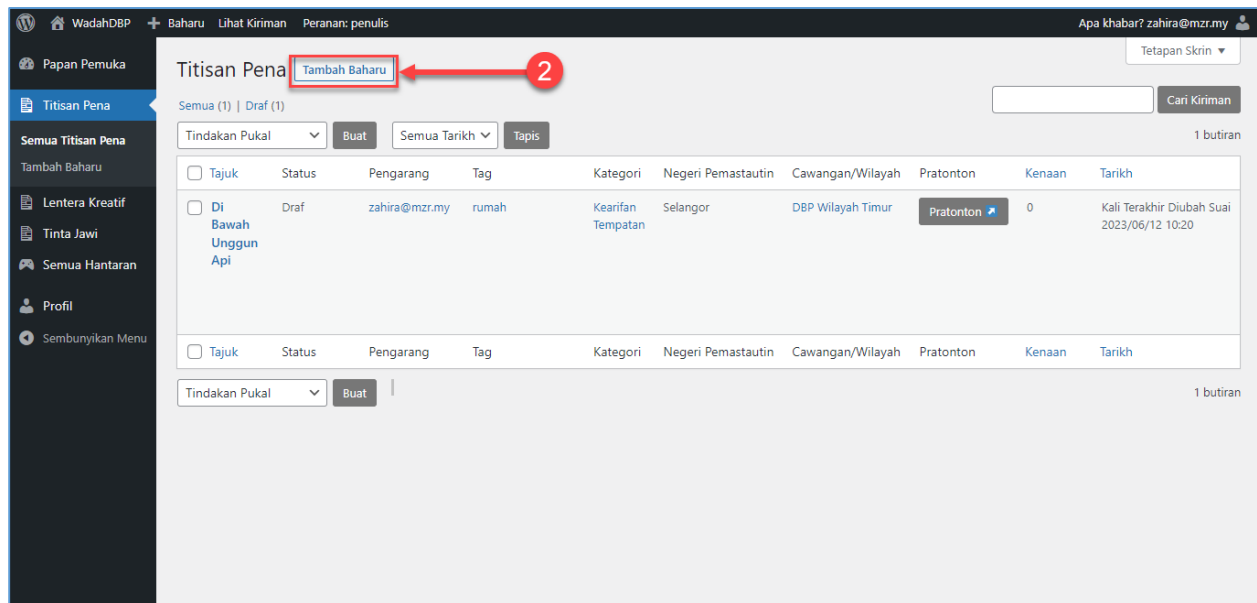 WadahDBP + Baharu Lihat Kiriman Peranan: penulis Apa khabar? zahira@mzr.my
Tetapan Skrin ▼
Papan Pemuka
Titisan Pena
Semua Titisan Pena
Tambah Baharu
Lentera Kreatif
Tinta Jawi
Semua Hantaran
Profil
Sembunyikan Menu
Titisan Pena Tambah Baharu 2
Semua (1) | Draf (1)
Cari Kiriman
Tindakan Pukal Buat Semua Tarikh Tapis 1 butiran
Tajuk Status Pengarang Tag Kategori Negeri Pemastautin Cawangan/Wilayah Pratonton Kenaan Tarikh
Di Draf zahira@mzr.my rumah Kearifan Selangor DBP Wilayah Timur Pratonton 0 Kali Terakhir Diubah Suai
Bawah Tempatan 2023/06/12 10:20
Unggun
Api
Tajuk Status Pengarang Tag Kategori Negeri Pemastautin Cawangan/Wilayah Pratonton Kenaan Tarikh
Tindakan Pukal Buat 1 butiran